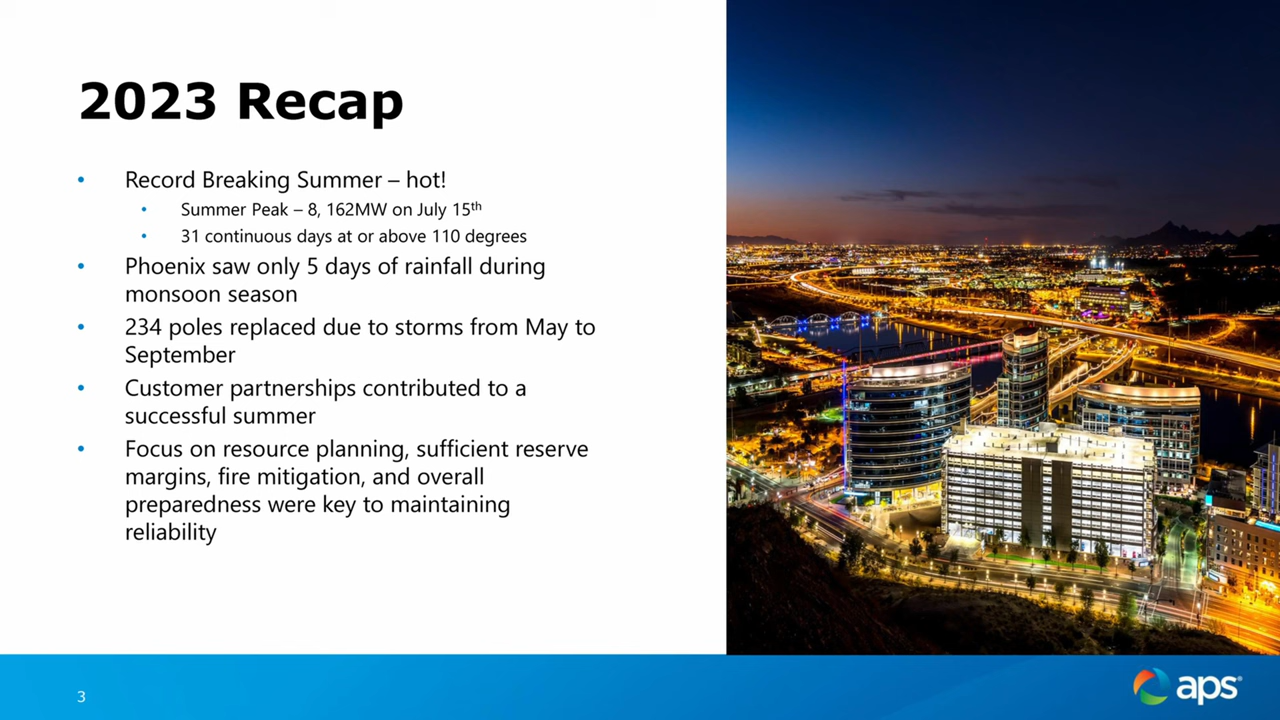 2023 Recap
• Record Breaking Summer – hot!
• Summer Peak – 8, 162MW on July 15th
• 31 continuous days at or above 110 degrees
• Phoenix saw only 5 days of rainfall during
monsoon season
• 234 poles replaced due to storms from May to
September
• Customer partnerships contributed to a
successful summer
• Focus on resource planning, sufficient reserve
margins, fire mitigation, and overall
preparedness were key to maintaining
reliability
3
aps